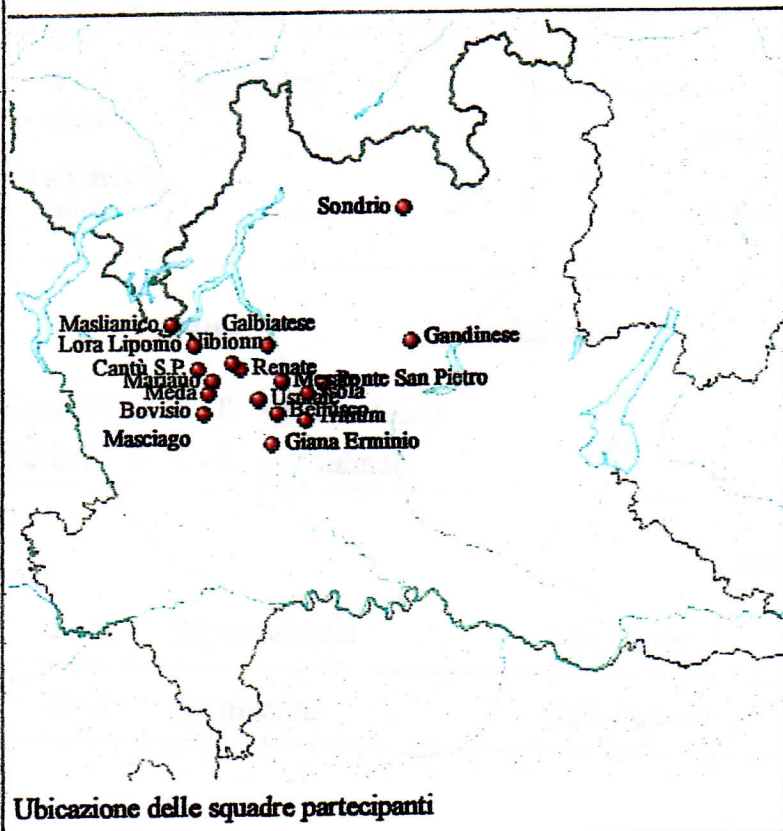 Sondrio
Maslianico
Galbiatese
Gandinese
Lora Lipomo
Cantù S.P.
Renate
Mariano
Ponte San Pietro
Meda
Bovisio
Masciago
Giana Erminio
Ubicazione delle squadre partecipanti